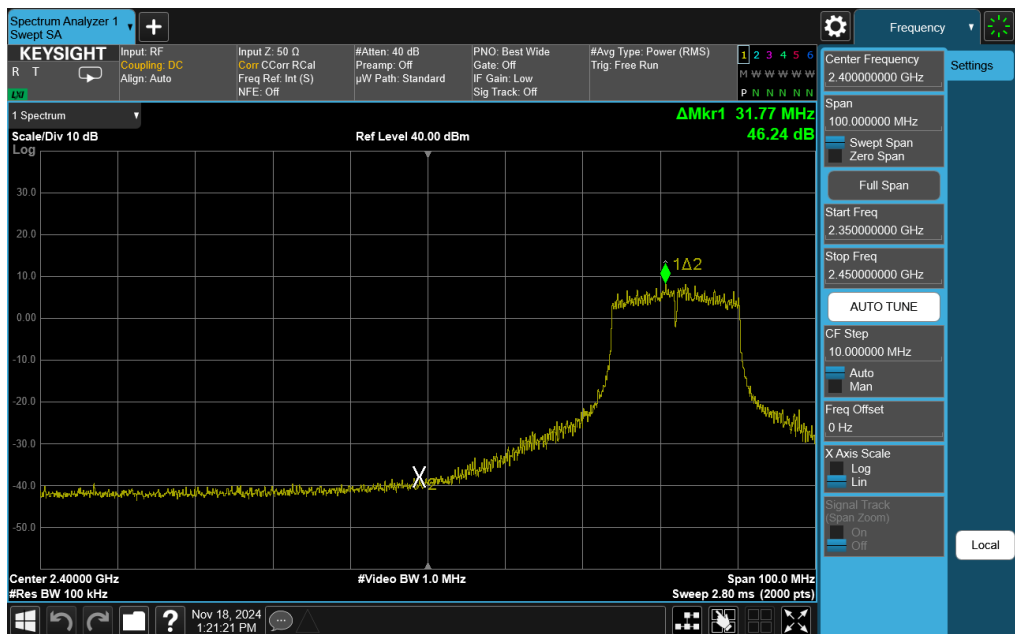 Spectrum Analyzer 1
Swept SA
+
Frequency
KEYSIGHT
R T
LXI
Input: RF
Coupling: DC
Align: Auto
Input Z: 50 Ω
Corr CCorr RCal
Freq Ref: Int (S)
NFE: Off
#Atten: 40 dB
Preamp: Off
µW Path: Standard
PNO: Best Wide
Gate: Off
IF Gain: Low
Sig Track: Off
#Avg Type: Power (RMS)
Trig: Free Run
1 2 3 4 5 6
M W W W W W
P N N N N N
1 Spectrum
Scale/Div 10 dB
Log
Ref Level 40.00 dBm
ΔMkr1 31.77 MHz
46.24 dB
30.0
20.0
10.0
0.00
-10.0
-20.0
-30.0
-40.0
-50.0
1Δ2
X2
Center 2.40000 GHz
#Res BW 100 kHz
#Video BW 1.0 MHz
Span 100.0 MHz
Sweep 2.80 ms (2000 pts)
Center Frequency
2.400000000 GHz
Settings
Span
100.000000 MHz
Swept Span
Zero Span
Full Span
Start Freq
2.350000000 GHz
Stop Freq
2.450000000 GHz
AUTO TUNE
CF Step
10.000000 MHz
Auto
Man
Freq Offset
0 Hz
X Axis Scale
Log
Lin
Signal Track
(Span Zoom)
On
Off
Local
?
Nov 18, 2024
1:21:21 PM